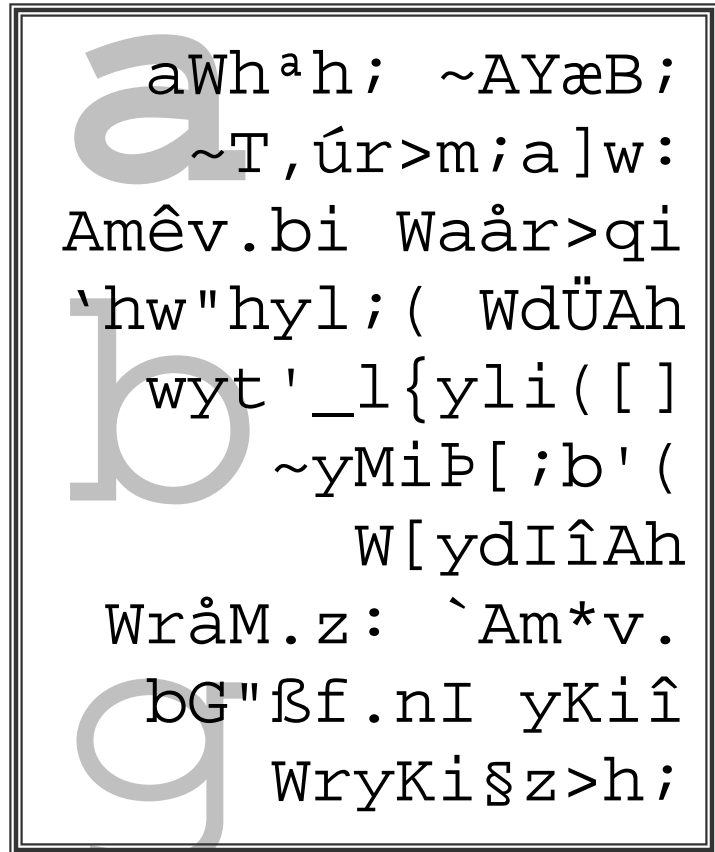 aWhªh; ~AYæB;
~T,úr>m;a]w:
Amêv.bi Waår>qi
‘hw"hyl;( WdÜAh
wyt'_l{yli([]
~yMiÞ[;b'(
W[ydIîAh
WråM.z: `Am*v.
bG"ßf.nI yKiî
WryKi§z>h;
a
b
g